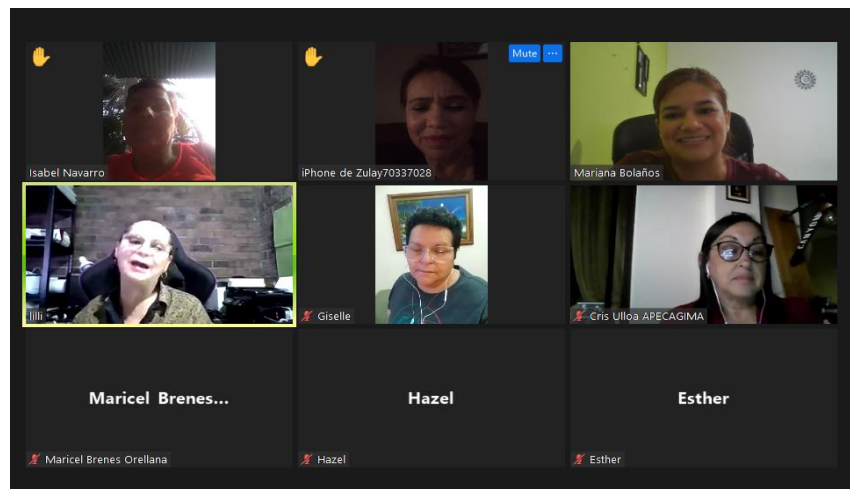 Mute ...
Isabel Navarro
iPhone de Zulay70337028
Mariana Bolaños
lilli
Giselle
Cris Ulloa APECAGIMA
CANYON
Maricel Brenes...
Hazel
Esther
Maricel Brenes Orellana
Hazel
Esther